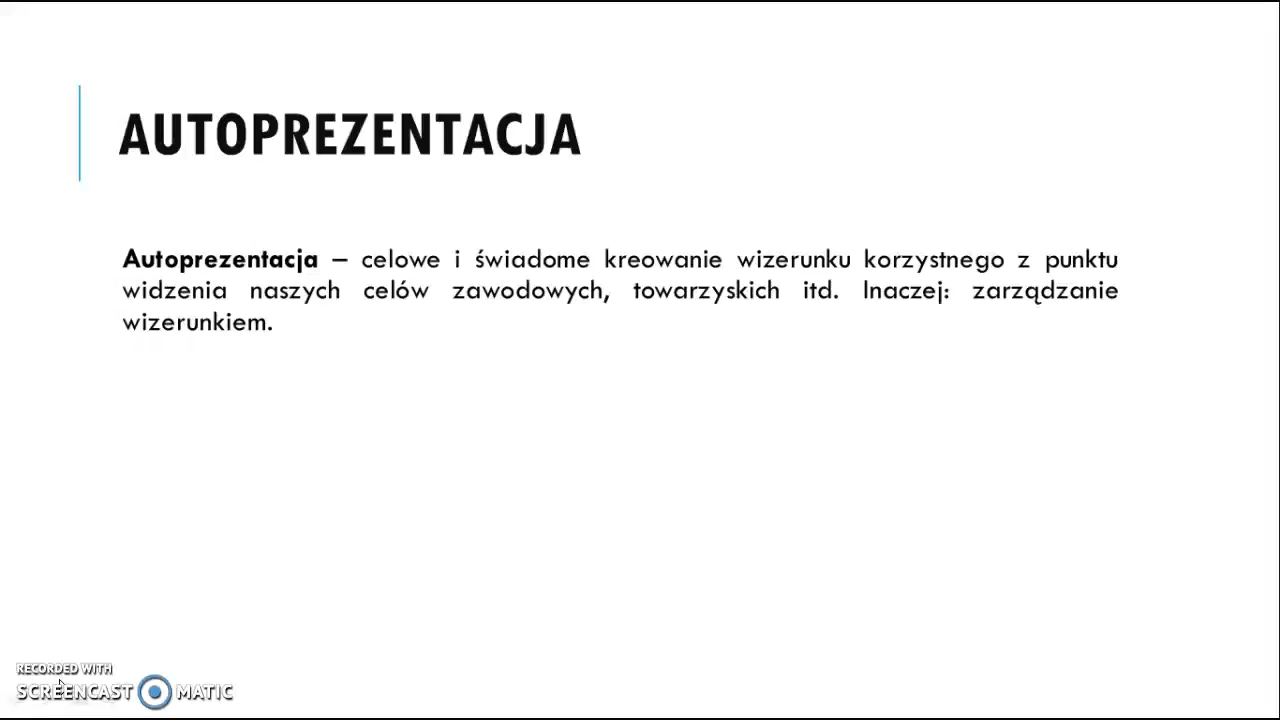 AUTOPREZENTACJA
Autoprezentacja – celowe i świadome kreowanie wizerunku korzystnego z punktu
widzenia naszych celów zawodowych, towarzyskich itd. Inaczej: zarządzanie
wizerunkiem.
RECORDED WITH
SCREENCAST MATIC